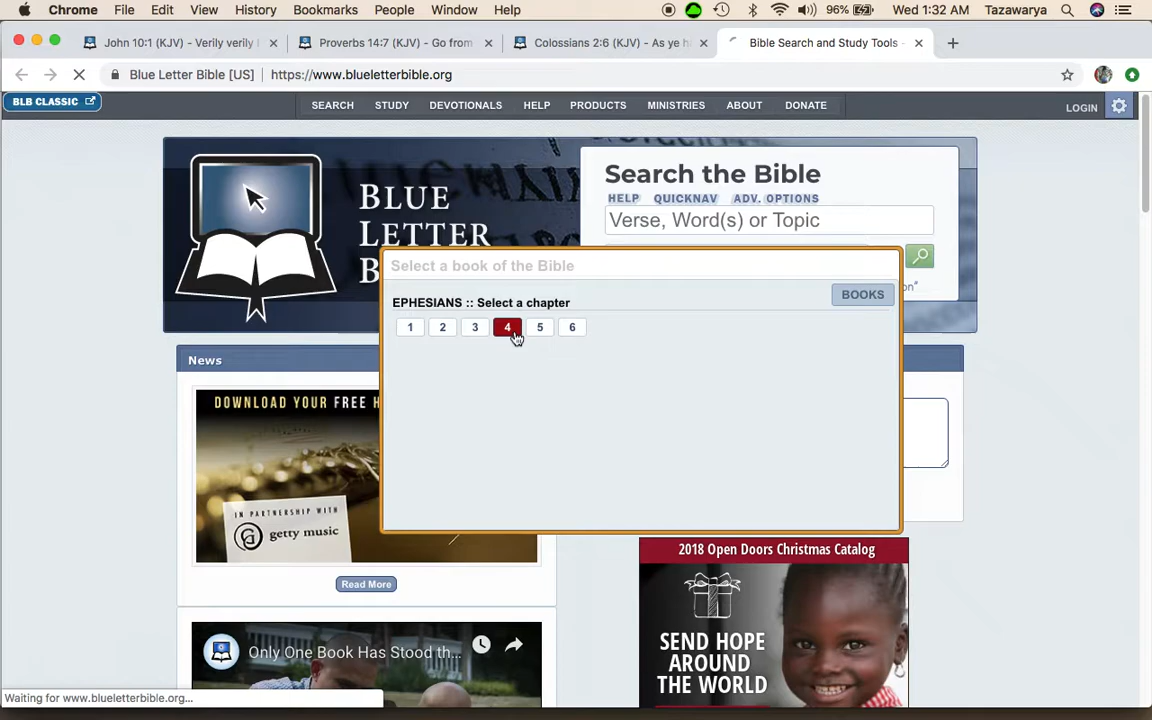 Chrome File Edit View History Bookmarks People Window Help 96% Wed 1:32 AM Tazawarya
John 10:1 (KJV) - Verily verily I Proverbs 14:7 (KJV) - Go from Colossians 2:6 (KJV) - As ye ha Bible Search and Study Tools -
Blue Letter Bible [US] https://www.blueletterbible.org
BLB CLASSIC SEARCH STUDY DEVOTIONALS HELP PRODUCTS MINISTRIES ABOUT DONATE LOGIN
BLUE
LETTER
B
Search the Bible
HELP QUICKNAV ADV. OPTIONS
Verse, Word(s) or Topic
on"
Select a book of the Bible
BOOKS
EPHESIANS :: Select a chapter
1 2 3 4 5 6
News
DOWNLOAD YOUR FREE H
IN PARTNERSHIP WITH
getty music
Read More
Only One Book Has Stood th...
2018 Open Doors Christmas Catalog
SEND HOPE
AROUND
THE WORLD
Waiting for www.blueletterbible.org...